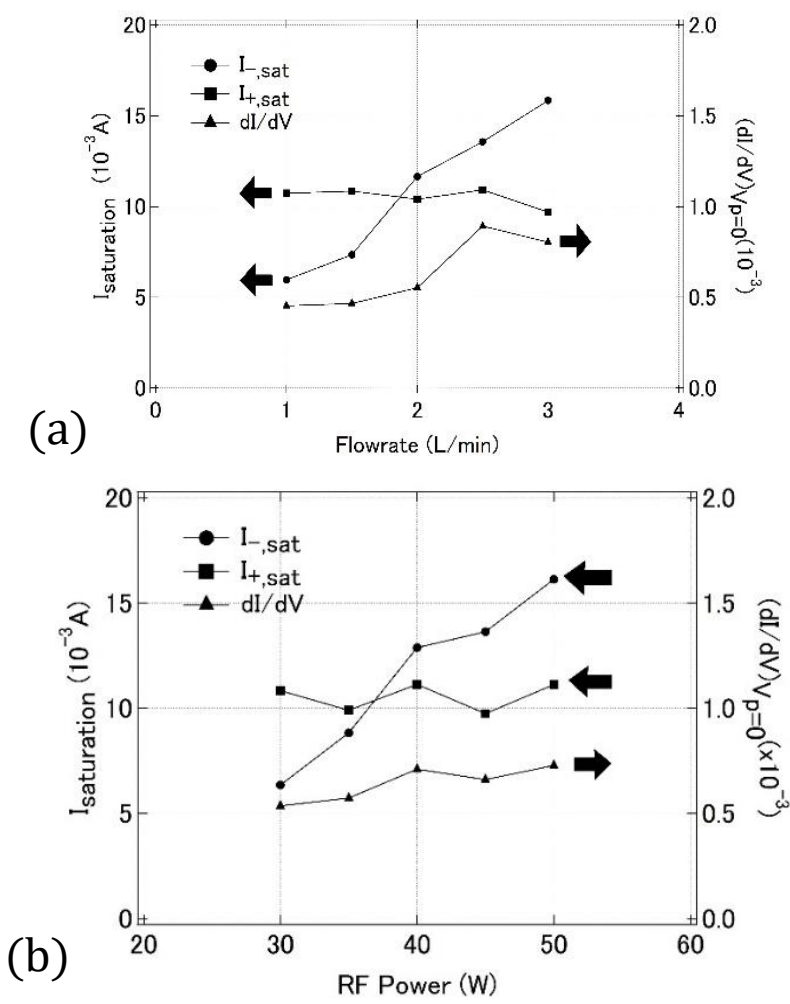 20
15
10
5
0
I_saturation (10⁻³A)
I₋,sat
I₊,sat
dI/dV
2.0
1.5
1.0
0.5
0.0
(dI/dV)Vp=0(10⁻³)
0 1 2 3 4
Flowrate (L/min)
(a)
20
15
10
5
0
I_saturation (10⁻³A)
I₋,sat
I₊,sat
dI/dV
2.0
1.5
1.0
0.5
0.0
(dI/dV)Vp=0(x10⁻³)
20 30 40 50 60
RF Power (W)
(b)